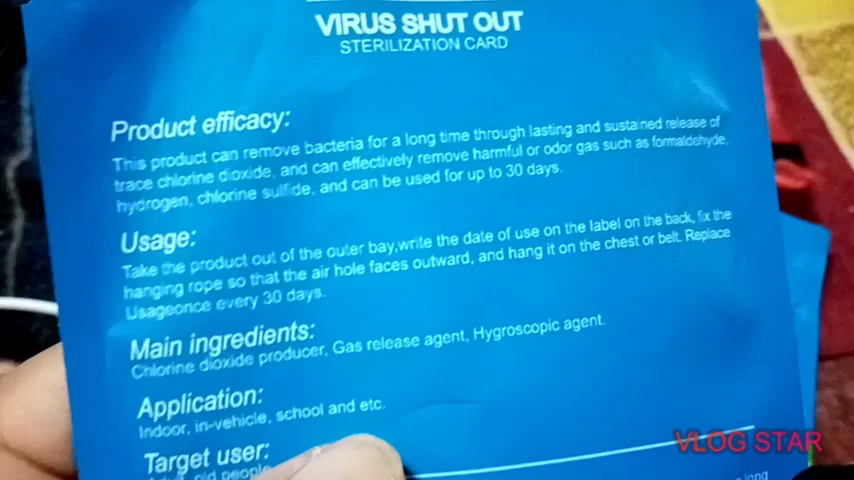 VIRUS SHUT OUT
STERILIZATION CARD
Product efficacy:
This product can remove bacteria for a long time through lasting and sustained release of
trace chlorine dioxide, and can effectively remove harmful or odor gas such as formaldehyde,
hydrogen, chlorine sulfide, and can be used for up to 30 days.
Usage:
Take the product out of the outer bay,write the date of use on the label on the back, fix the
hanging rope so that the air hole faces outward, and hang it on the chest or belt. Replace
Usageonce every 30 days.
Main ingredients:
Chlorine dioxide producer, Gas release agent, Hygroscopic agent.
Application:
Indoor, in-vehicle, school and etc.
Target user:
old people
long
VLOG STAR